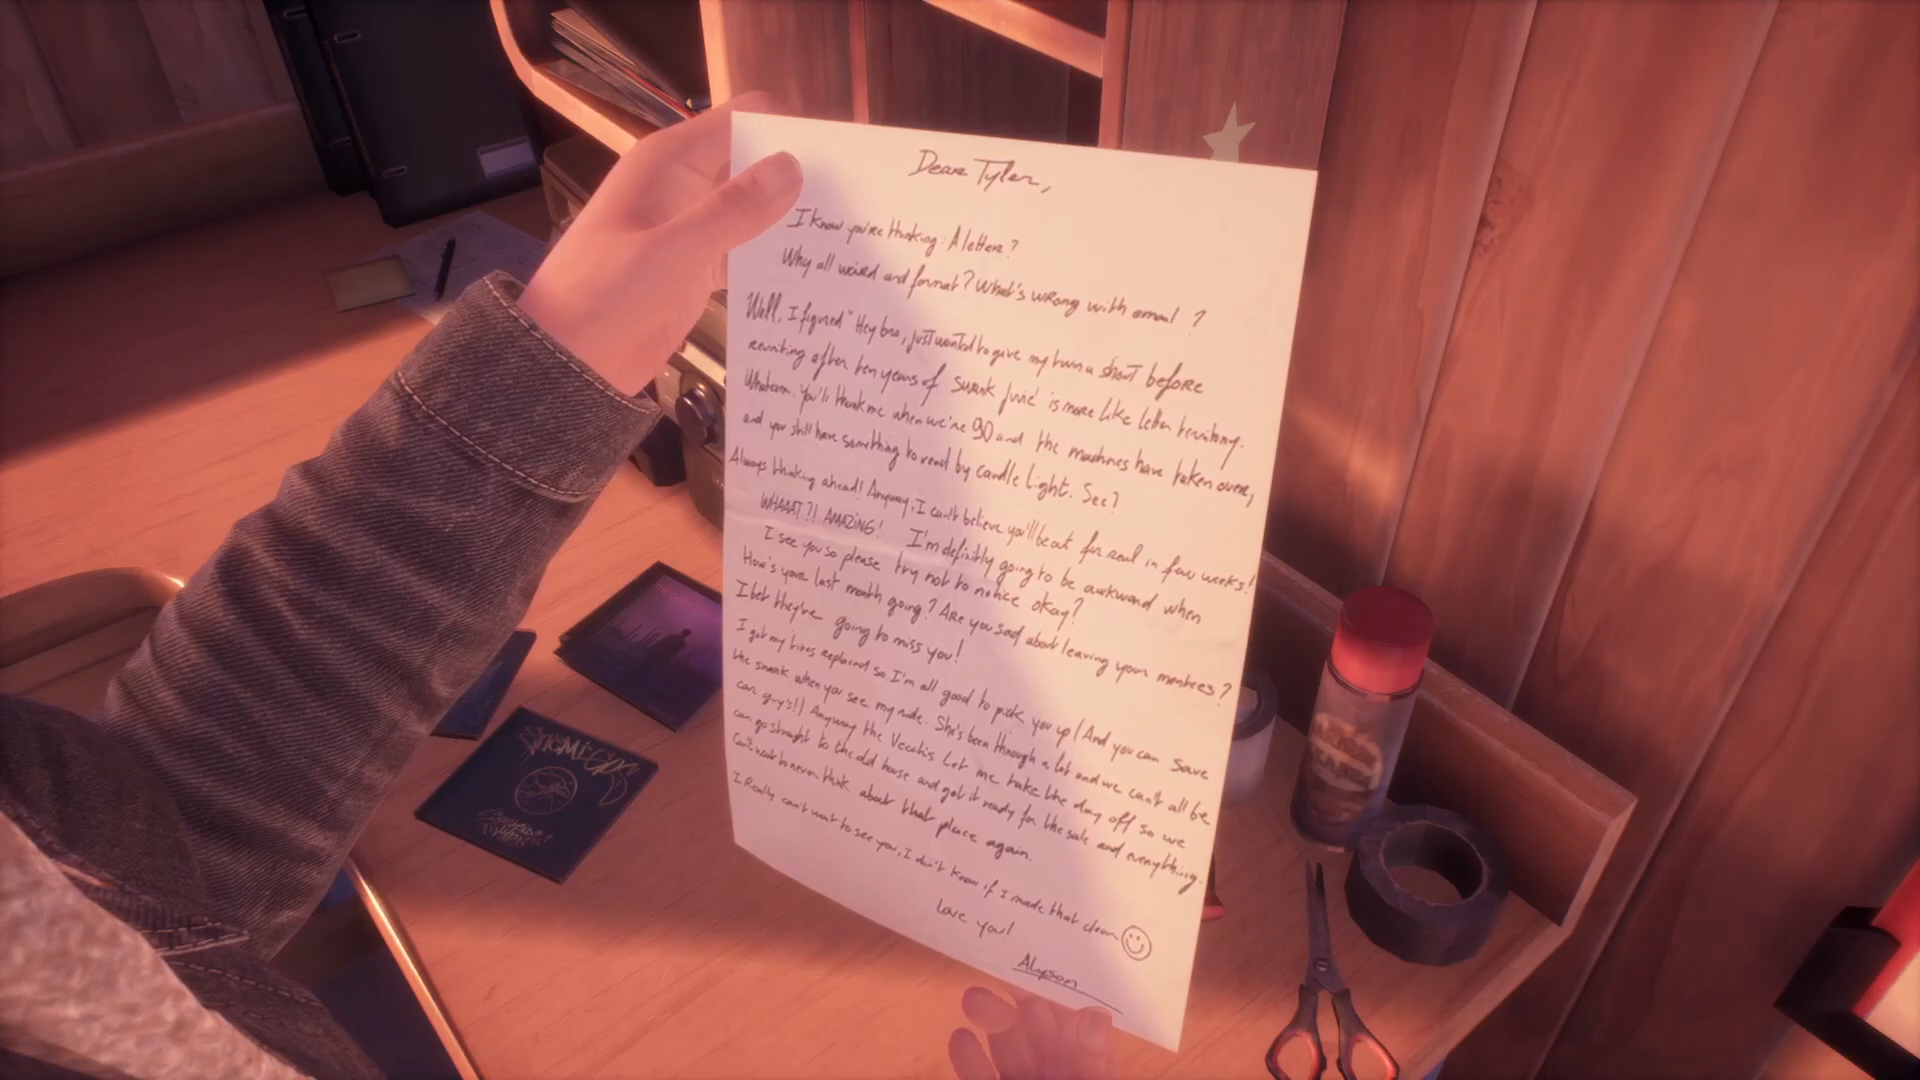 Dear Tyler,
I know you're thinking: A letter?
Why all weird and format? What's wrong with email?
Well, I figured "Hey bro, just wanted to give my twin a shout before
reuniting after ten years of swank juvie' is more like letter territory.
Whatever. You'll thank me when we're 90 and the machines have taken over,
and you still have something to read by candle light. See?
Always thinking ahead! Anyway, I can't believe you'll be out for real in few weeks!
WHAAAT?! AMAZING! I'm definitly going to be awkward when
I see you so please try not to notice okay?
How's your last month going? Are you sad about leaving your mentees?
I bet they're going to miss you!
I got my tires replaced so I'm all good to pick you up! And you can save
the snark when you see my ride. She's been through a lot and we can't all be
car guy's!! Anyway the Vecchis let me take the day off so we
can go straight to the old house and get it ready for the sale and everything.
Can't wait to never think about that place again.
I Really can't wait to see you, I don't know if I made that clear
Love you!
Alyson